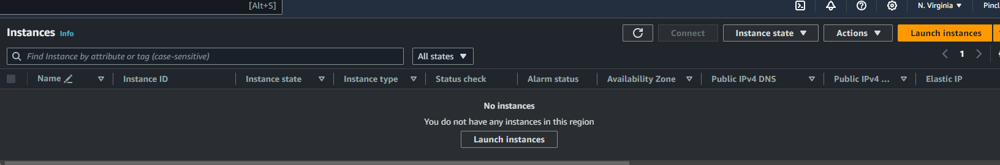 [Alt+S]
N. Virginia
Instances Info
Connect
Instance state
Actions
Launch instances
Find Instance by attribute or tag (case-sensitive)
All states
1
Name
Instance ID
Instance state
Instance type
Status check
Alarm status
Availability Zone
Public IPv4 DNS
Public IPv4 ...
Elastic IP
No instances
You do not have any instances in this region
Launch instances